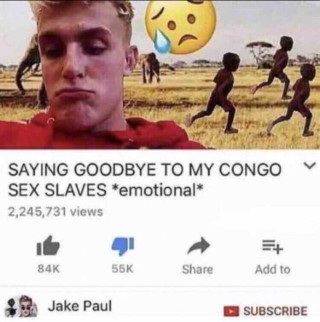 SAYING GOODBYE TO MY CONGO
SEX SLAVES *emotional*
2,245,731 views
84K
55K
Share
Add to
Jake Paul
SUBSCRIBE